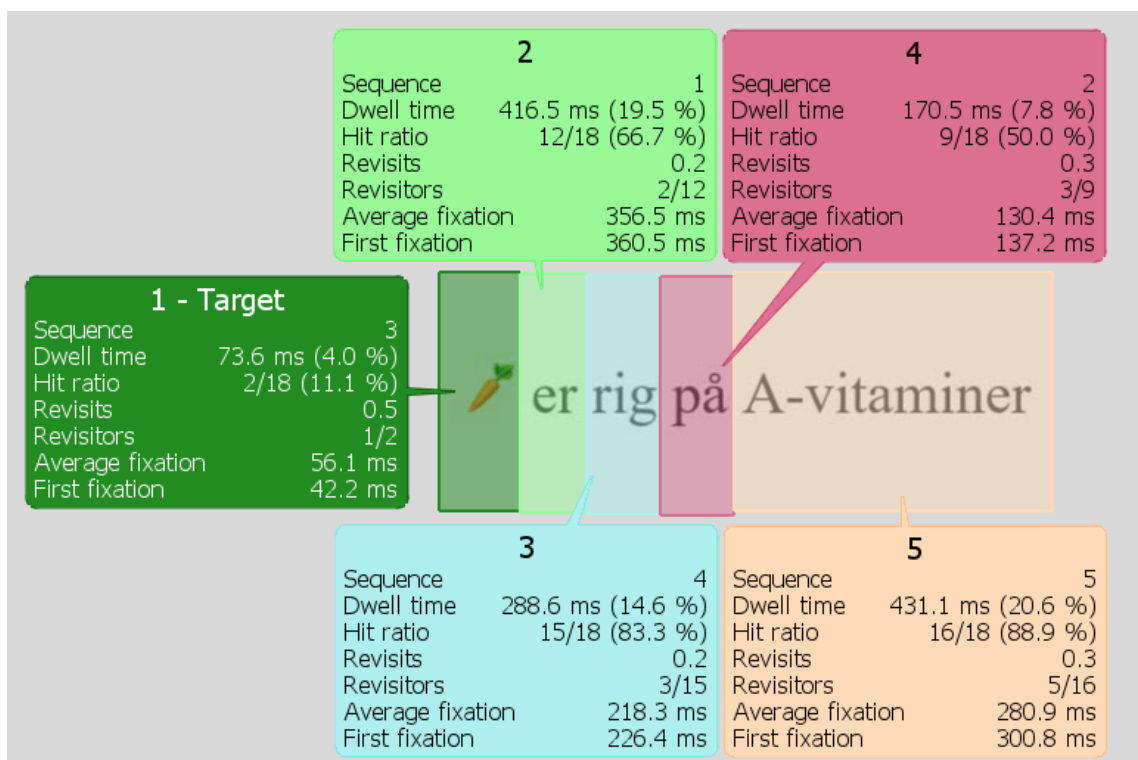 2
Sequence 1
Dwell time 416.5 ms (19.5 %)
Hit ratio 12/18 (66.7 %)
Revisits 0.2
Revisitors 2/12
Average fixation 356.5 ms
First fixation 360.5 ms
4
Sequence 2
Dwell time 170.5 ms (7.8 %)
Hit ratio 9/18 (50.0 %)
Revisits 0.3
Revisitors 3/9
Average fixation 130.4 ms
First fixation 137.2 ms
1 - Target
Sequence 3
Dwell time 73.6 ms (4.0 %)
Hit ratio 2/18 (11.1 %)
Revisits 0.5
Revisitors 1/2
Average fixation 56.1 ms
First fixation 42.2 ms
er rig på A-vitaminer
3
Sequence 4
Dwell time 288.6 ms (14.6 %)
Hit ratio 15/18 (83.3 %)
Revisits 0.2
Revisitors 3/15
Average fixation 218.3 ms
First fixation 226.4 ms
5
Sequence 5
Dwell time 431.1 ms (20.6 %)
Hit ratio 16/18 (88.9 %)
Revisits 0.3
Revisitors 5/16
Average fixation 280.9 ms
First fixation 300.8 ms